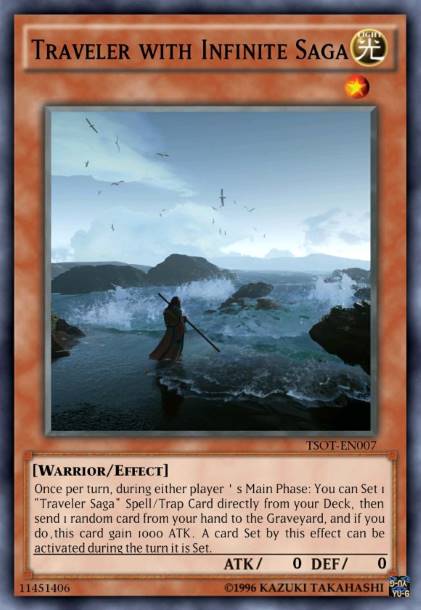 Traveler with Infinite Saga
LIGHT
光
TSOT-EN007
[Warrior/Effect]
Once per turn, during either player ' s Main Phase: You can Set 1
"Traveler Saga" Spell/Trap Card directly from your Deck, then
send 1 random card from your hand to the Graveyard, and if you
do,this card gain 1000 ATK. A card Set by this effect can be
activated during the turn it is Set.
ATK / 0 DEF / 0
11451406
©1996 KAZUKI TAKAHASHI